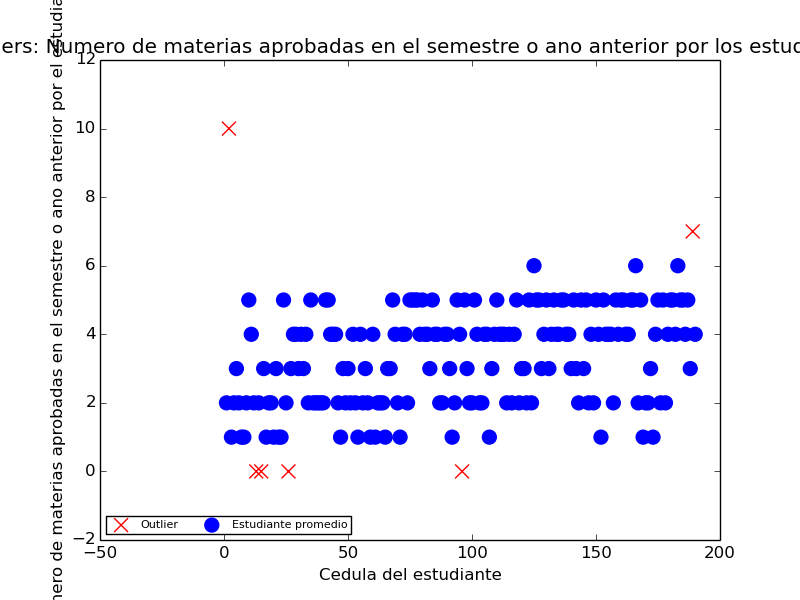 ers: Numero de materias aprobadas en el semestre o ano anterior por los estud
nero de materias aprobadas en el semestre o ano anterior por el estudia
12
10
8
6
4
2
0
−2
−50
0
50
100
150
200
Outlier
Estudiante promedio
Cedula del estudiante